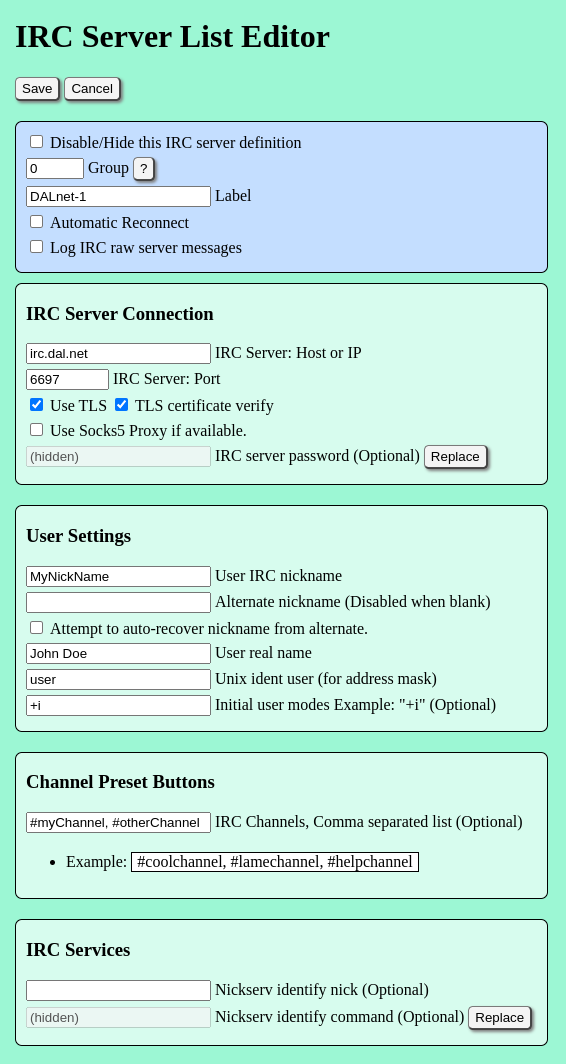 IRC Server List Editor
Save Cancel
Disable/Hide this IRC server definition
0 Group ?
DALnet-1 Label
Automatic Reconnect
Log IRC raw server messages
IRC Server Connection
irc.dal.net IRC Server: Host or IP
6697 IRC Server: Port
Use TLS TLS certificate verify
Use Socks5 Proxy if available.
(hidden) IRC server password (Optional) Replace
User Settings
MyNickName User IRC nickname
Alternate nickname (Disabled when blank)
Attempt to auto-recover nickname from alternate.
John Doe User real name
user Unix ident user (for address mask)
+i Initial user modes Example: "+i" (Optional)
Channel Preset Buttons
#myChannel, #otherChannel IRC Channels, Comma separated list (Optional)
• Example: #coolchannel, #lamechannel, #helpchannel
IRC Services
Nickserv identify nick (Optional)
(hidden) Nickserv identify command (Optional) Replace